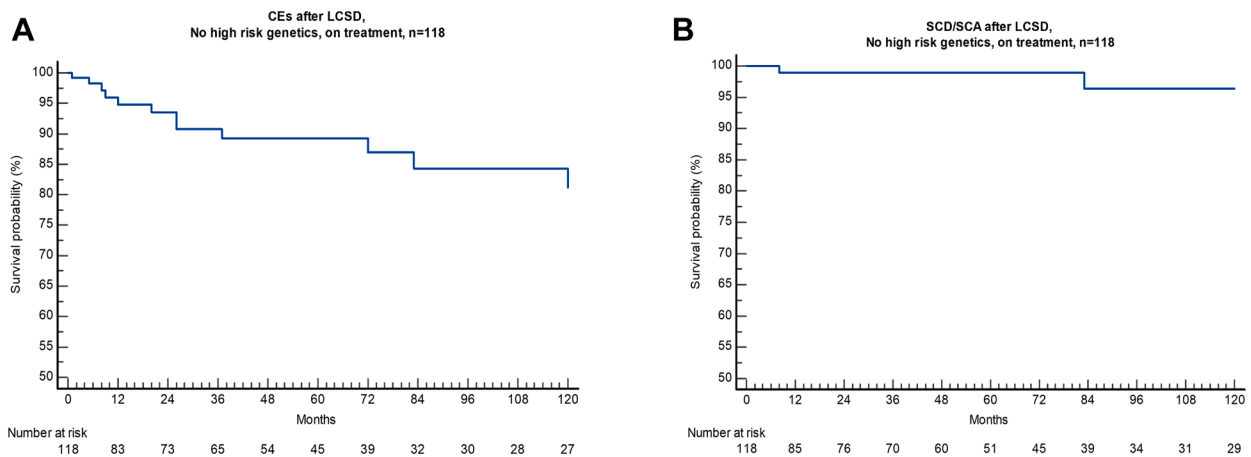 A
CEs after LCSD,
No high risk genetics, on treatment, n=118
Survival probability (%)
100
95
90
85
80
75
70
65
60
55
50
0 12 24 36 48 60 72 84 96 108 120
Months
Number at risk
118 83 73 65 54 45 39 32 30 28 27
B
SCD/SCA after LCSD,
No high risk genetics, on treatment, n=118
Survival probability (%)
100
95
90
85
80
75
70
65
60
55
50
0 12 24 36 48 60 72 84 96 108 120
Months
Number at risk
118 85 76 70 60 51 45 39 34 31 29